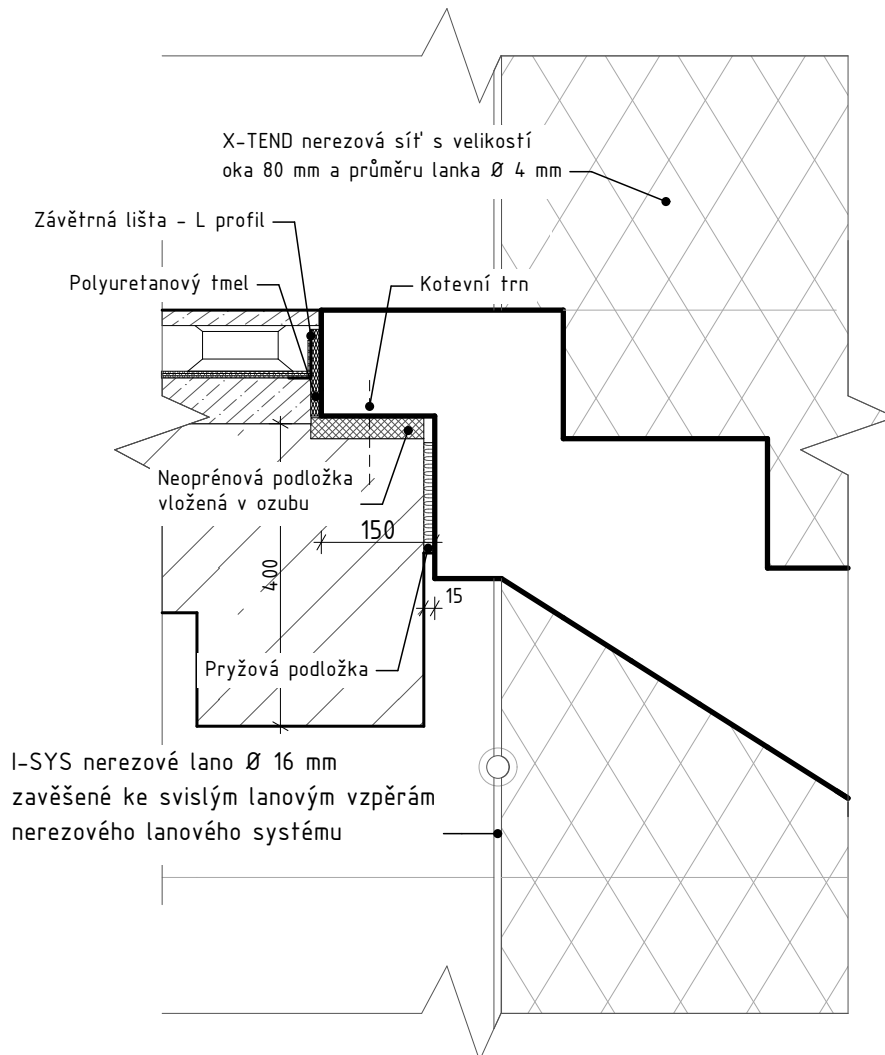 X-TEND nerezová síť s velikostí
oka 80 mm a průměru lanka Ø 4 mm
Závětrná lišta - L profil
Polyuretanový tmel
Kotevní trn
Neoprénová podložka
vložená v ozubu
150
400
15
Pryžová podložka
I-SYS nerezové lano Ø 16 mm
zavěšené ke svislým lanovým vzpěrám
nerezového lanového systému